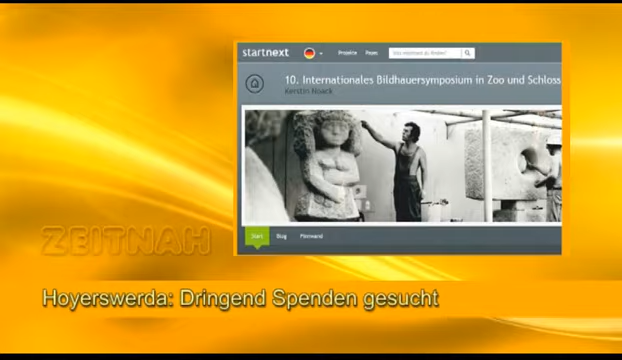 startnext
Projekte Pages
10. Internationales Bildhauersymposium in Zoo und Schloss
Kerstin Noack
Start Blog Pinnwand
ZEITNAH
Hoyerswerda: Dringend Spenden gesucht